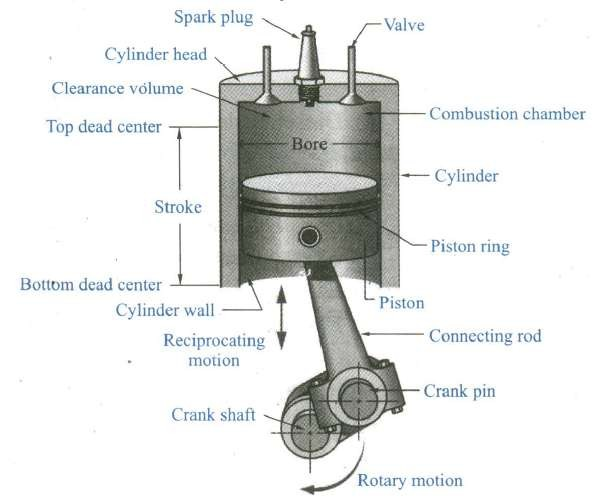 Spark plug
Valve
Cylinder head
Clearance volume
Combustion chamber
Top dead center
Bore
Cylinder
Stroke
Piston ring
Bottom dead center
Piston
Cylinder wall
Reciprocating
motion
Connecting rod
Crank pin
Crank shaft
Rotary motion